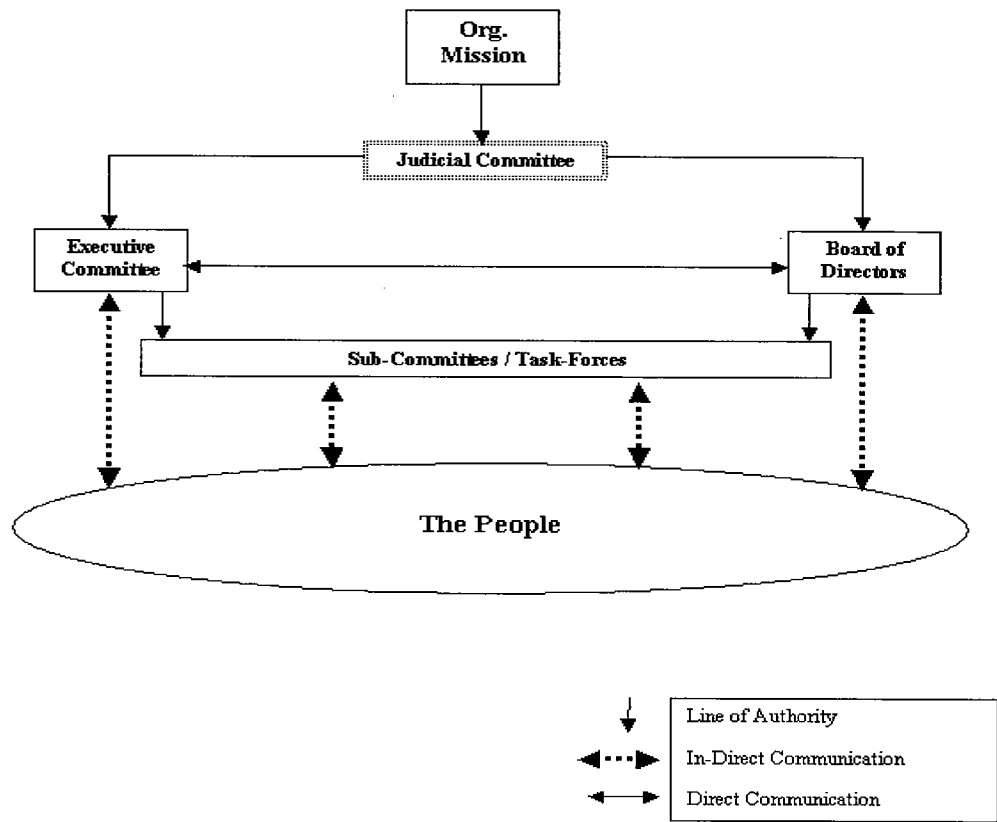 Org.
Mission
Judicial Committee
Executive
Committee
Board of
Directors
Sub-Committees / Task-Forces
The People
Line of Authority
In-Direct Communication
Direct Communication